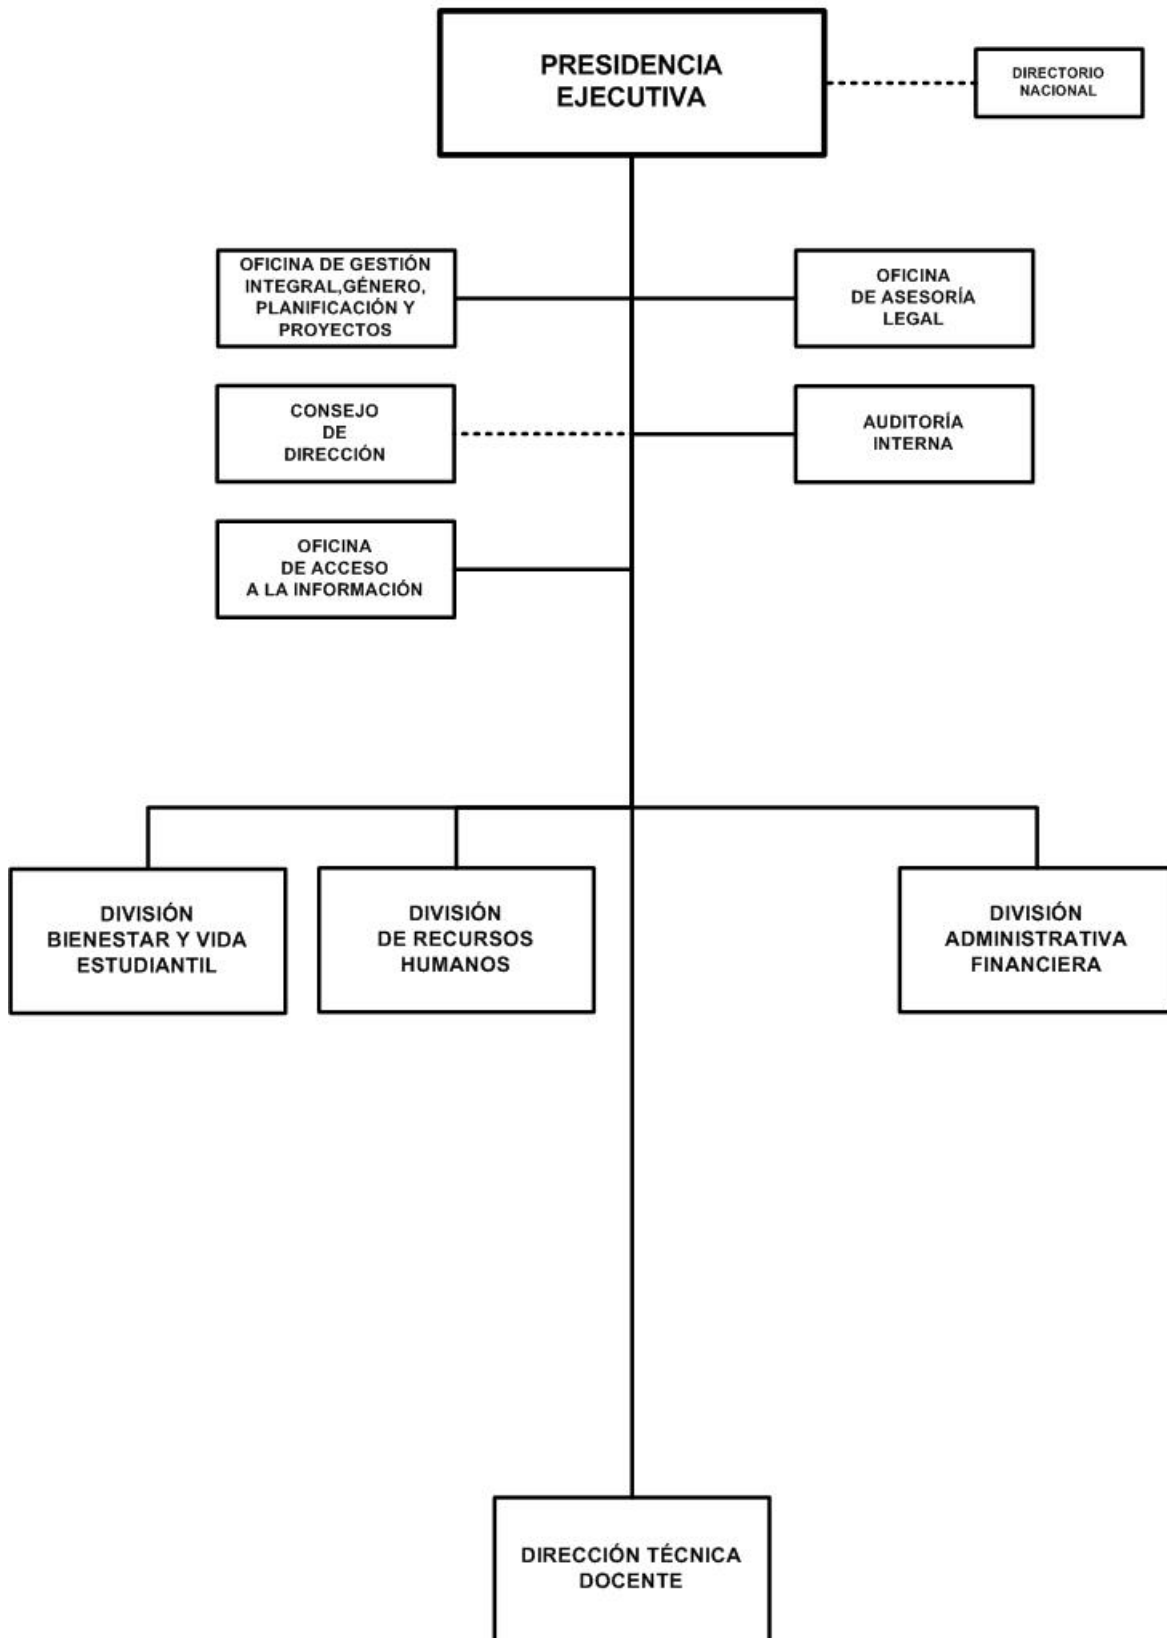 PRESIDENCIA
EJECUTIVA
DIRECTORIO
NACIONAL
OFICINA DE GESTIÓN
INTEGRAL,GÉNERO,
PLANIFICACIÓN Y
PROYECTOS
OFICINA
DE ASESORÍA
LEGAL
CONSEJO
DE
DIRECCIÓN
AUDITORÍA
INTERNA
OFICINA
DE ACCESO
A LA INFORMACIÓN
DIVISIÓN
BIENESTAR Y VIDA
ESTUDIANTIL
DIVISIÓN
DE RECURSOS
HUMANOS
DIVISIÓN
ADMINISTRATIVA
FINANCIERA
DIRECCIÓN TÉCNICA
DOCENTE